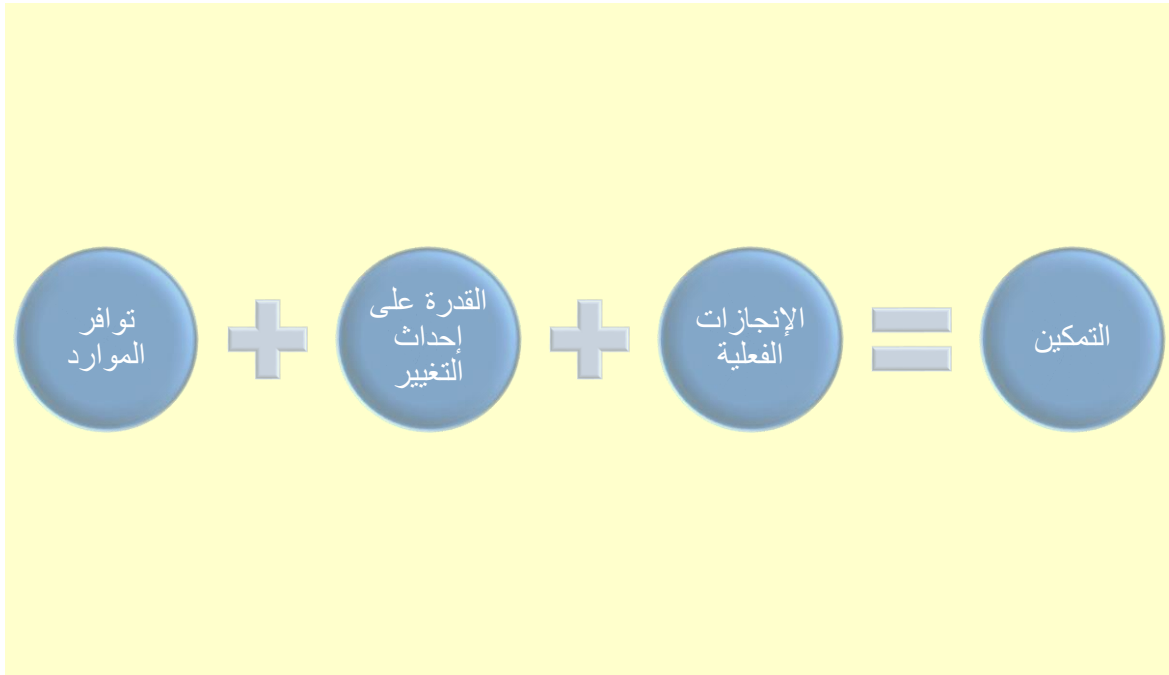 توافر
الموارد
القدرة على
إحداث
التغيير
الإنجازات
الفعلية
التمكين